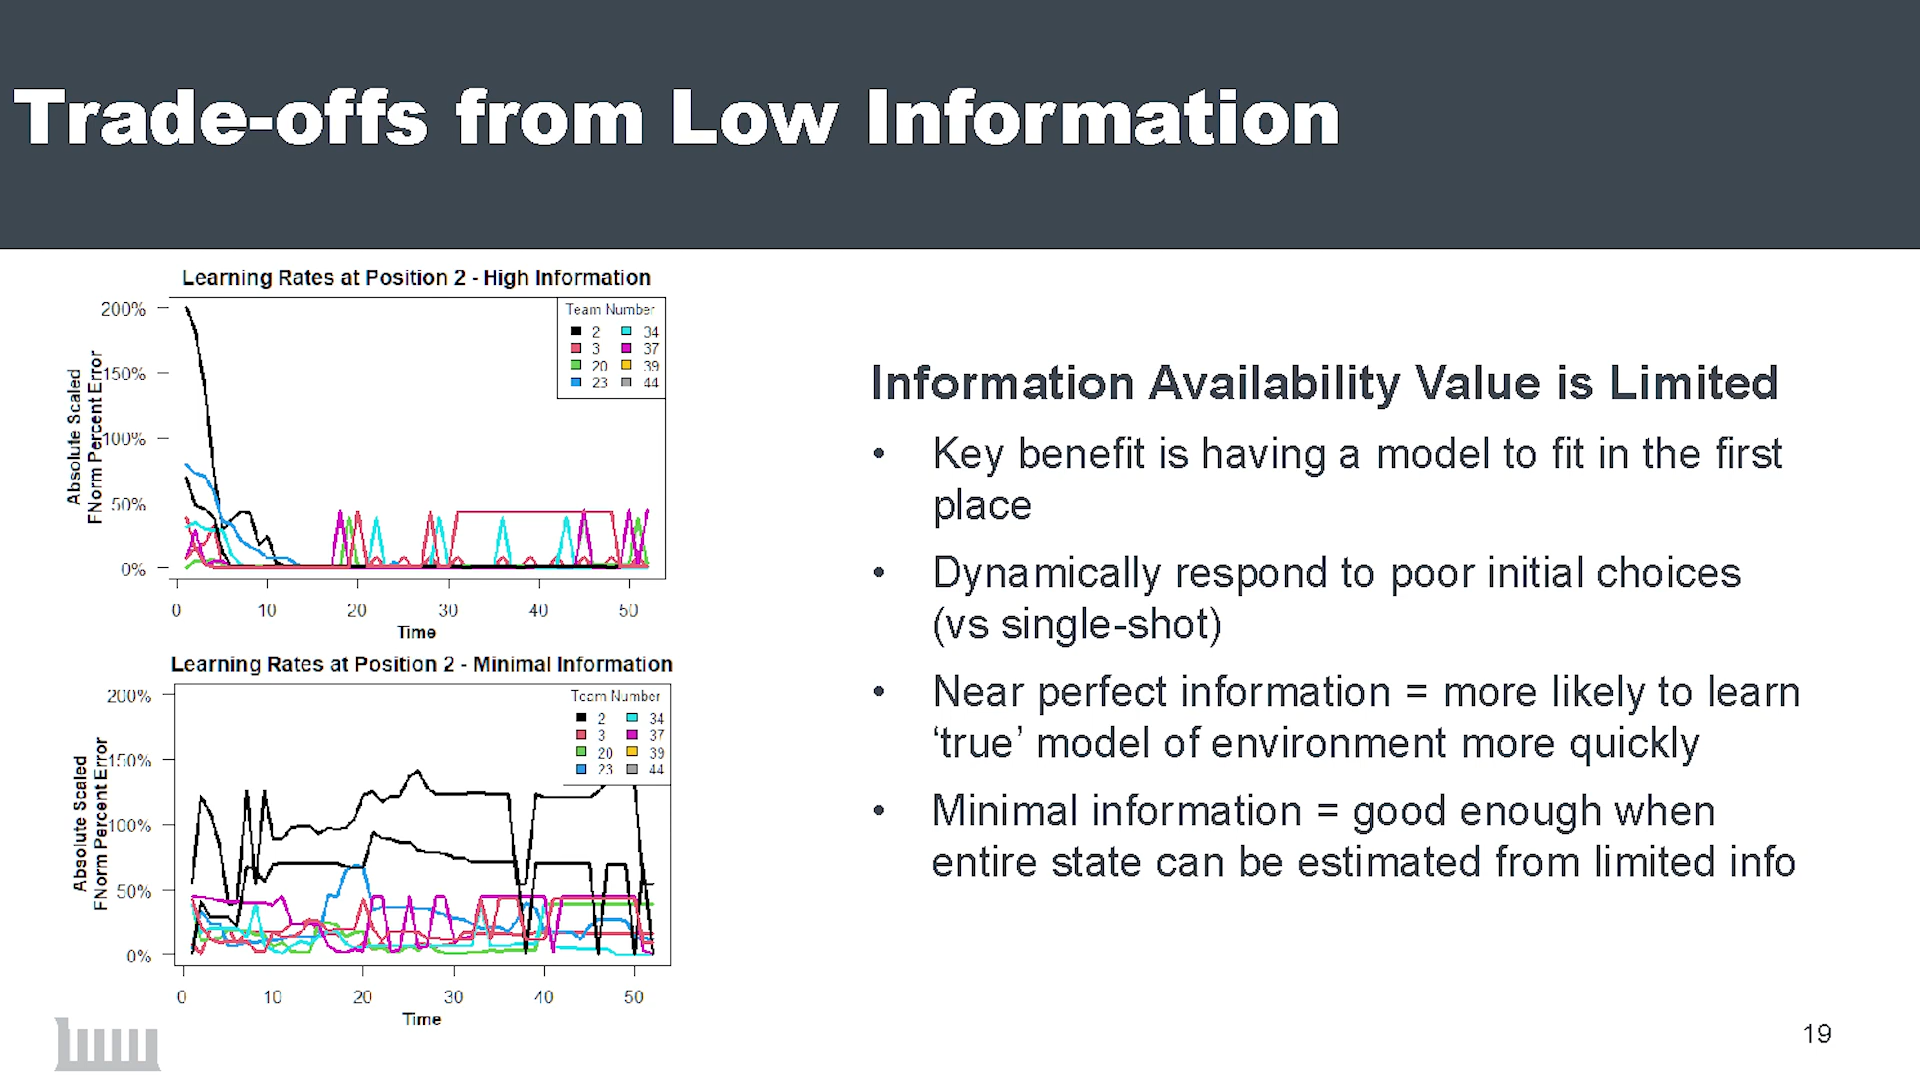 Trade-offs from Low Information
Learning Rates at Position 2 - High Information
Absolute Scaled
FNorm Percent Error
200%
150%
100%
50%
0%
Team Number
2 34
3 37
20 39
23 44
0 10 20 30 40 50
Time
Learning Rates at Position 2 - Minimal Information
Absolute Scaled
FNorm Percent Error
200%
150%
100%
50%
0%
Team Number
2 34
3 37
20 39
23 44
0 10 20 30 40 50
Time
Information Availability Value is Limited
• Key benefit is having a model to fit in the first
place
• Dynamically respond to poor initial choices
(vs single-shot)
• Near perfect information = more likely to learn
‘true’ model of environment more quickly
• Minimal information = good enough when
entire state can be estimated from limited info
19